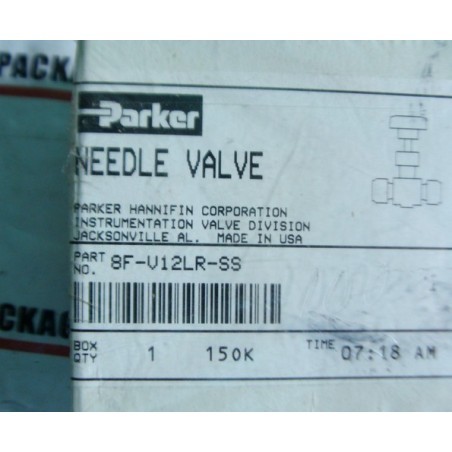 PACKA
Parker
NEEDLE VALVE
PARKER HANNIFIN CORPORATION
INSTRUMENTATION VALVE DIVISION
JACKSONVILLE AL. MADE IN USA
PART NO. 8F-V12LR-SS
CKAG
BOX QTY 1 150K TIME 07:18 AM